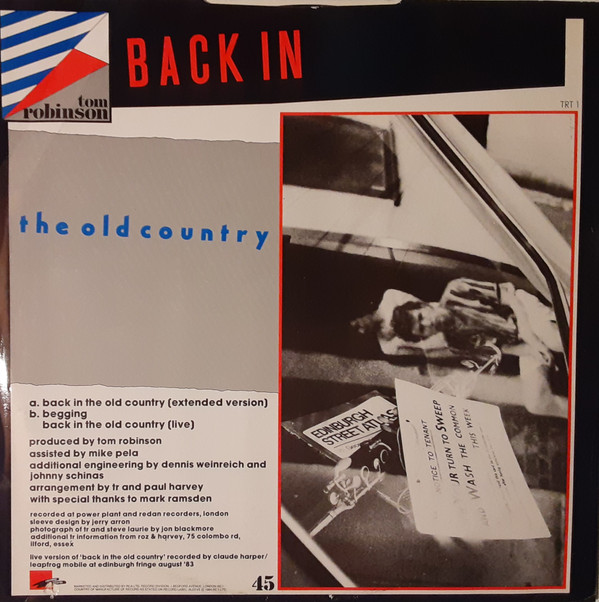 BACK IN
tom
robinson
TRT 1
the old country
a. back in the old country (extended version)
b. begging
back in the old country (live)
produced by tom robinson
assisted by mike pela
additional engineering by dennis weinreich and
johnny schinas
arrangement by tr and paul harvey
with special thanks to mark ramsden
recorded at power plant and redan recorders, london
sleeve design by jerry arron
photograph of tr and steve laurie by jon blackmore
additional tr information from roz & harvey, 75 colombo rd,
ilford, essex
live version of 'back in the old country' recorded by claude harper/
leapfrog mobile at edinburgh fringe august '83
45
EDINBURGH
STREET AT
NOTICE TO TENANT
TURN TO SWEEP
WASH THE COMMON
THIS WEEK